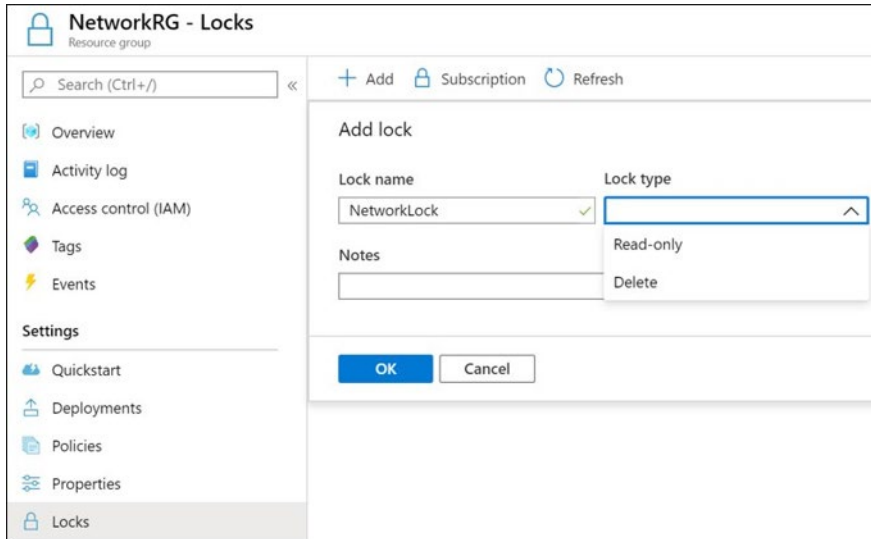 NetworkRG - Locks
Resource group
Search (Ctrl+/)
«
Overview
Activity log
Access control (IAM)
Tags
Events
Settings
Quickstart
Deployments
Policies
Properties
Locks
+ Add Subscription Refresh
Add lock
Lock name Lock type
NetworkLock
Read-only
Notes
Delete
OK Cancel